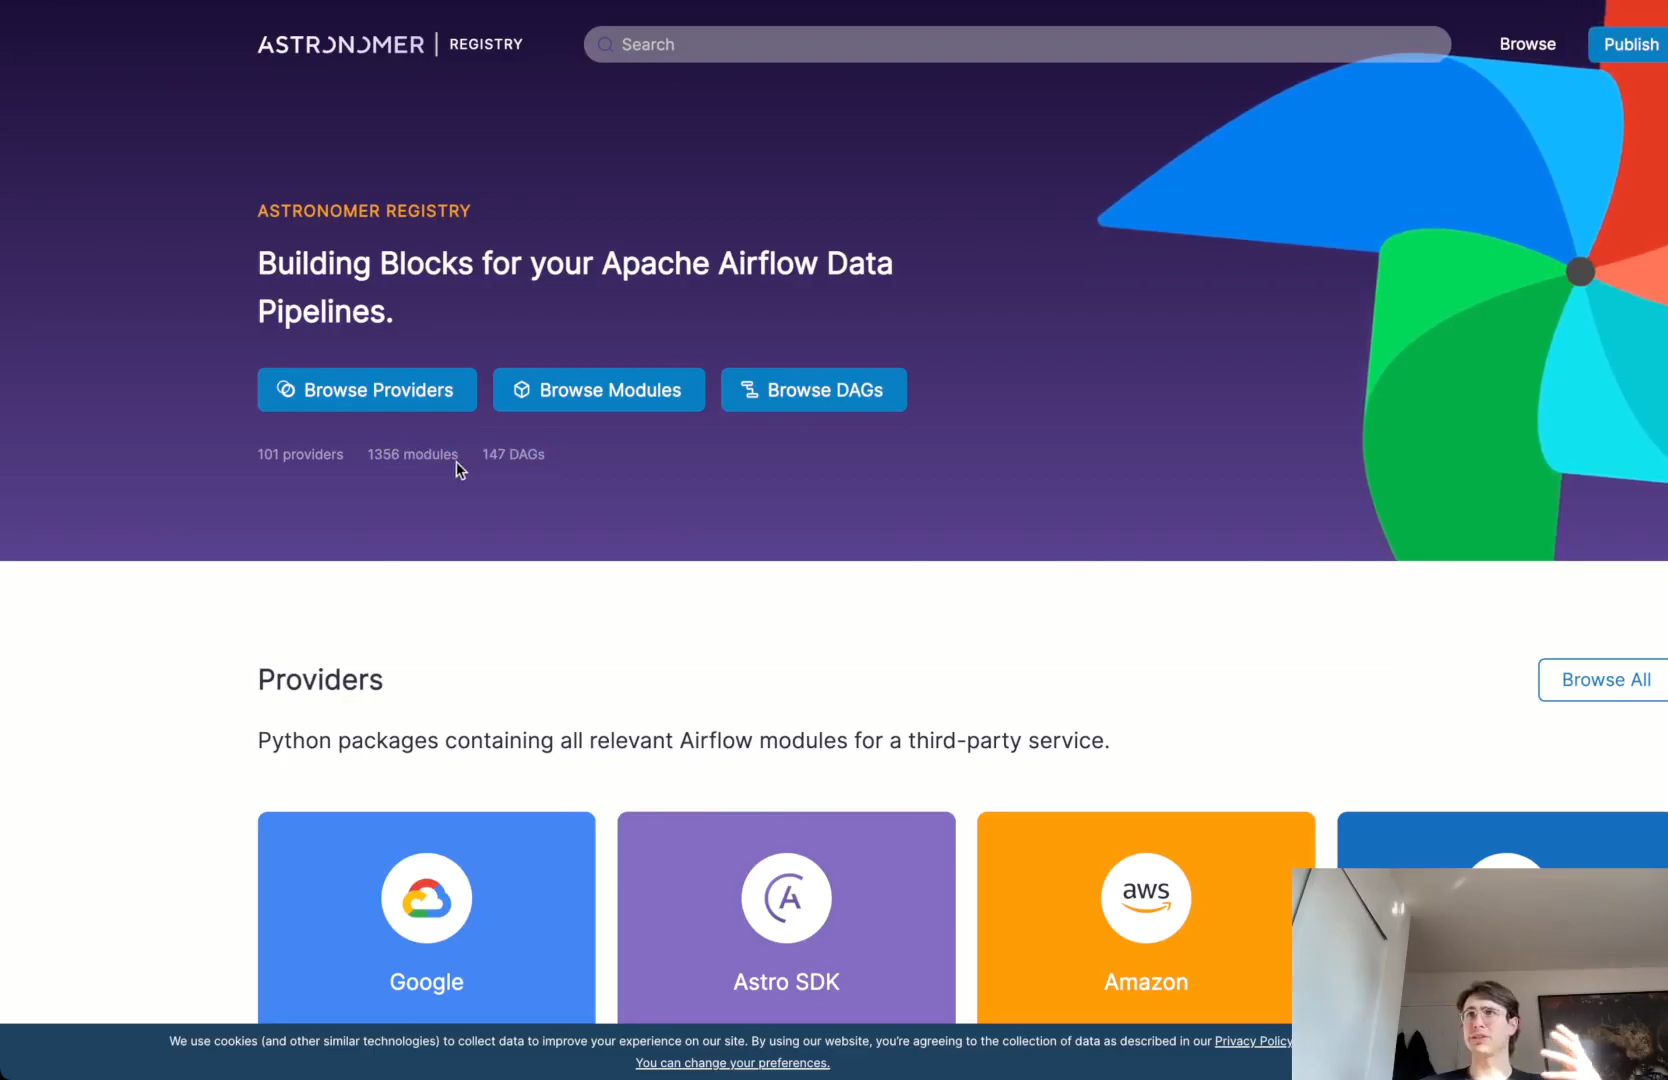 ASTRONOMER | REGISTRY
Search
Browse
Publish
ASTRONOMER REGISTRY
Building Blocks for your Apache Airflow Data
Pipelines.
Browse Providers
Browse Modules
Browse DAGs
101 providers
1356 modules
147 DAGs
Providers
Browse All
Python packages containing all relevant Airflow modules for a third-party service.
aws
Google
Astro SDK
Amazon
We use cookies (and other similar technologies) to collect data to improve your experience on our site. By using our website, you're agreeing to the collection of data as described in our Privacy Policy
You can change your preferences.